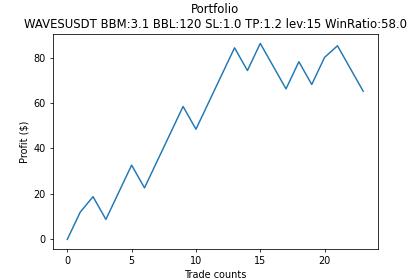 Portfolio
WAVESUSDT BBM:3.1 BBL:120 SL:1.0 TP:1.2 lev:15 WinRatio:58.0
80
60
40
20
0
Profit ($)
0 5 10 15 20
Trade counts